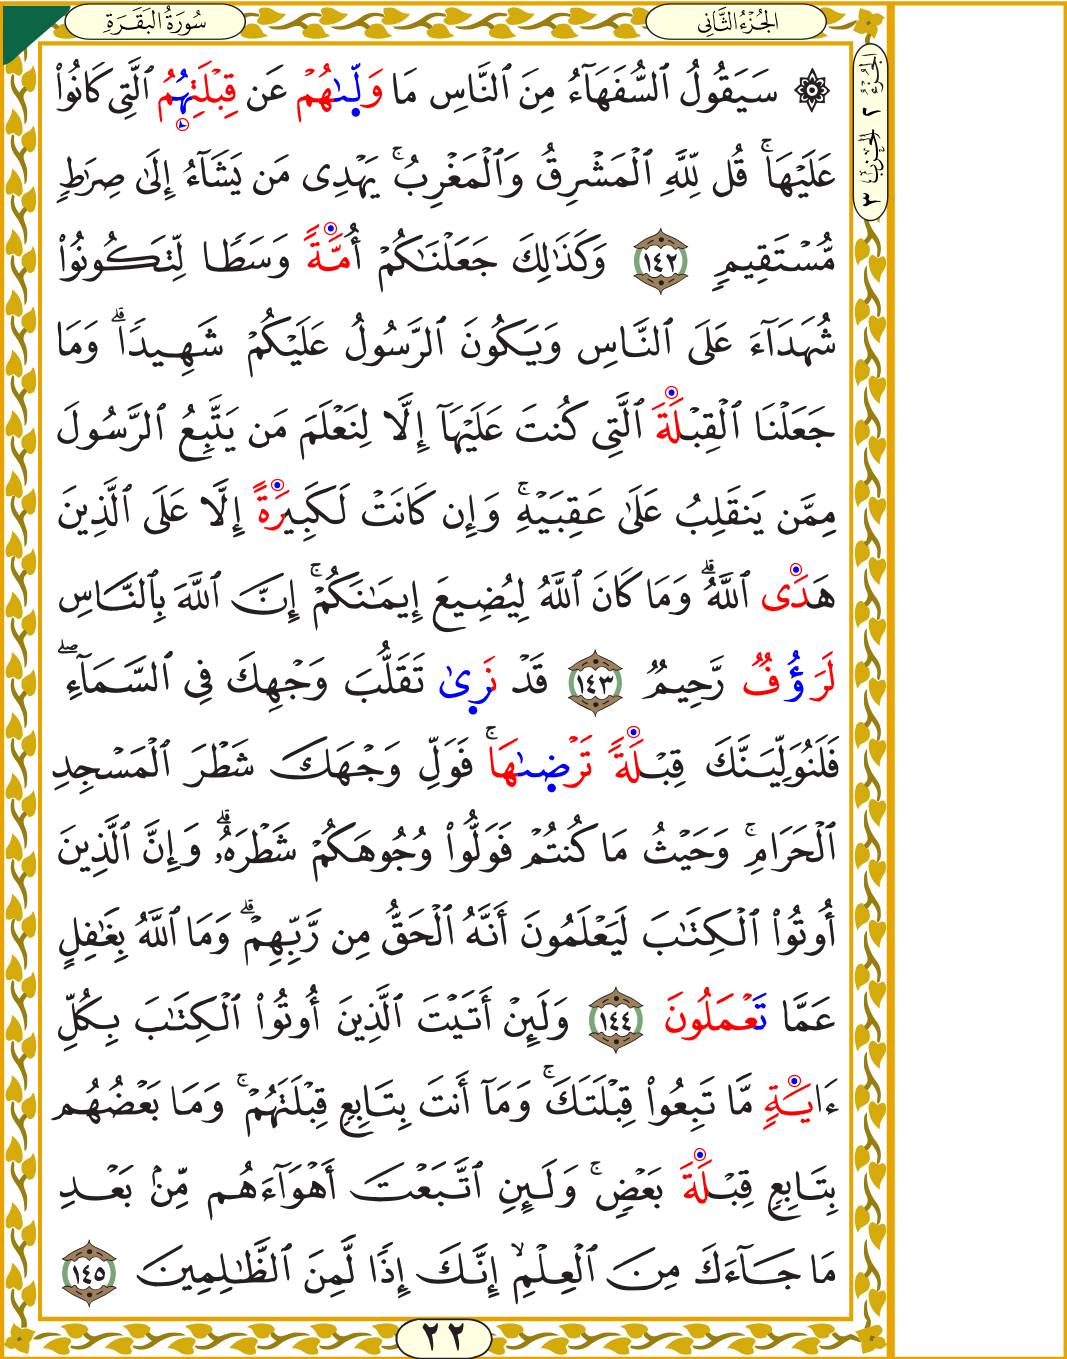 سُورَةُ البَقَرَةِ
الجُزْءُ الثَّانِي
الجُزْءُ ٢ الحِزْبُ ٣
۞ سَيَقُولُ ٱلسُّفَهَآءُ مِنَ ٱلنَّاسِ مَا وَلَّىٰهُمْ عَن قِبْلَتِهِمُ ٱلَّتِى كَانُوا۟
عَلَيْهَا ۚ قُل لِّلَّهِ ٱلْمَشْرِقُ وَٱلْمَغْرِبُ ۚ يَهْدِى مَن يَشَآءُ إِلَىٰ صِرَٰطٍ
مُّسْتَقِيمٍ ١٤٢ وَكَذَٰلِكَ جَعَلْنَٰكُمْ أُمَّةً وَسَطًا لِّتَكُونُوا۟
شُهَدَآءَ عَلَى ٱلنَّاسِ وَيَكُونَ ٱلرَّسُولُ عَلَيْكُمْ شَهِيدًا ۗ وَمَا
جَعَلْنَا ٱلْقِبْلَةَ ٱلَّتِى كُنتَ عَلَيْهَآ إِلَّا لِنَعْلَمَ مَن يَتَّبِعُ ٱلرَّسُولَ
مِمَّن يَنقَلِبُ عَلَىٰ عَقِبَيْهِ ۚ وَإِن كَانَتْ لَكَبِيرَةً إِلَّا عَلَى ٱلَّذِينَ
هَدَى ٱللَّهُ ۗ وَمَا كَانَ ٱللَّهُ لِيُضِيعَ إِيمَٰنَكُمْ ۚ إِنَّ ٱللَّهَ بِٱلنَّاسِ
لَرَؤُفٌ رَّحِيمٌ ١٤٣ قَدْ نَرَىٰ تَقَلُّبَ وَجْهِكَ فِى ٱلسَّمَآءِ ۖ
فَلَنُوَلِّيَنَّكَ قِبْلَةً تَرْضَىٰهَا ۚ فَوَلِّ وَجْهَكَ شَطْرَ ٱلْمَسْجِدِ
ٱلْحَرَامِ ۚ وَحَيْثُ مَا كُنتُمْ فَوَلُّوا۟ وُجُوهَكُمْ شَطْرَهُۥ ۗ وَإِنَّ ٱلَّذِينَ
أُوتُوا۟ ٱلْكِتَٰبَ لَيَعْلَمُونَ أَنَّهُ ٱلْحَقُّ مِن رَّبِّهِمْ ۗ وَمَا ٱللَّهُ بِغَٰفِلٍ
عَمَّا تَعْمَلُونَ ١٤٤ وَلَئِنْ أَتَيْتَ ٱلَّذِينَ أُوتُوا۟ ٱلْكِتَٰبَ بِكُلِّ
ءَايَةٍ مَّا تَبِعُوا۟ قِبْلَتَكَ ۚ وَمَآ أَنتَ بِتَابِعٍ قِبْلَتَهُمْ ۚ وَمَا بَعْضُهُم
بِتَابِعٍ قِبْلَةَ بَعْضٍ ۚ وَلَئِنِ ٱتَّبَعْتَ أَهْوَآءَهُم مِّنۢ بَعْدِ
مَا جَآءَكَ مِنَ ٱلْعِلْمِ ۙ إِنَّكَ إِذًا لَّمِنَ ٱلظَّٰلِمِينَ ١٤٥
٢٢